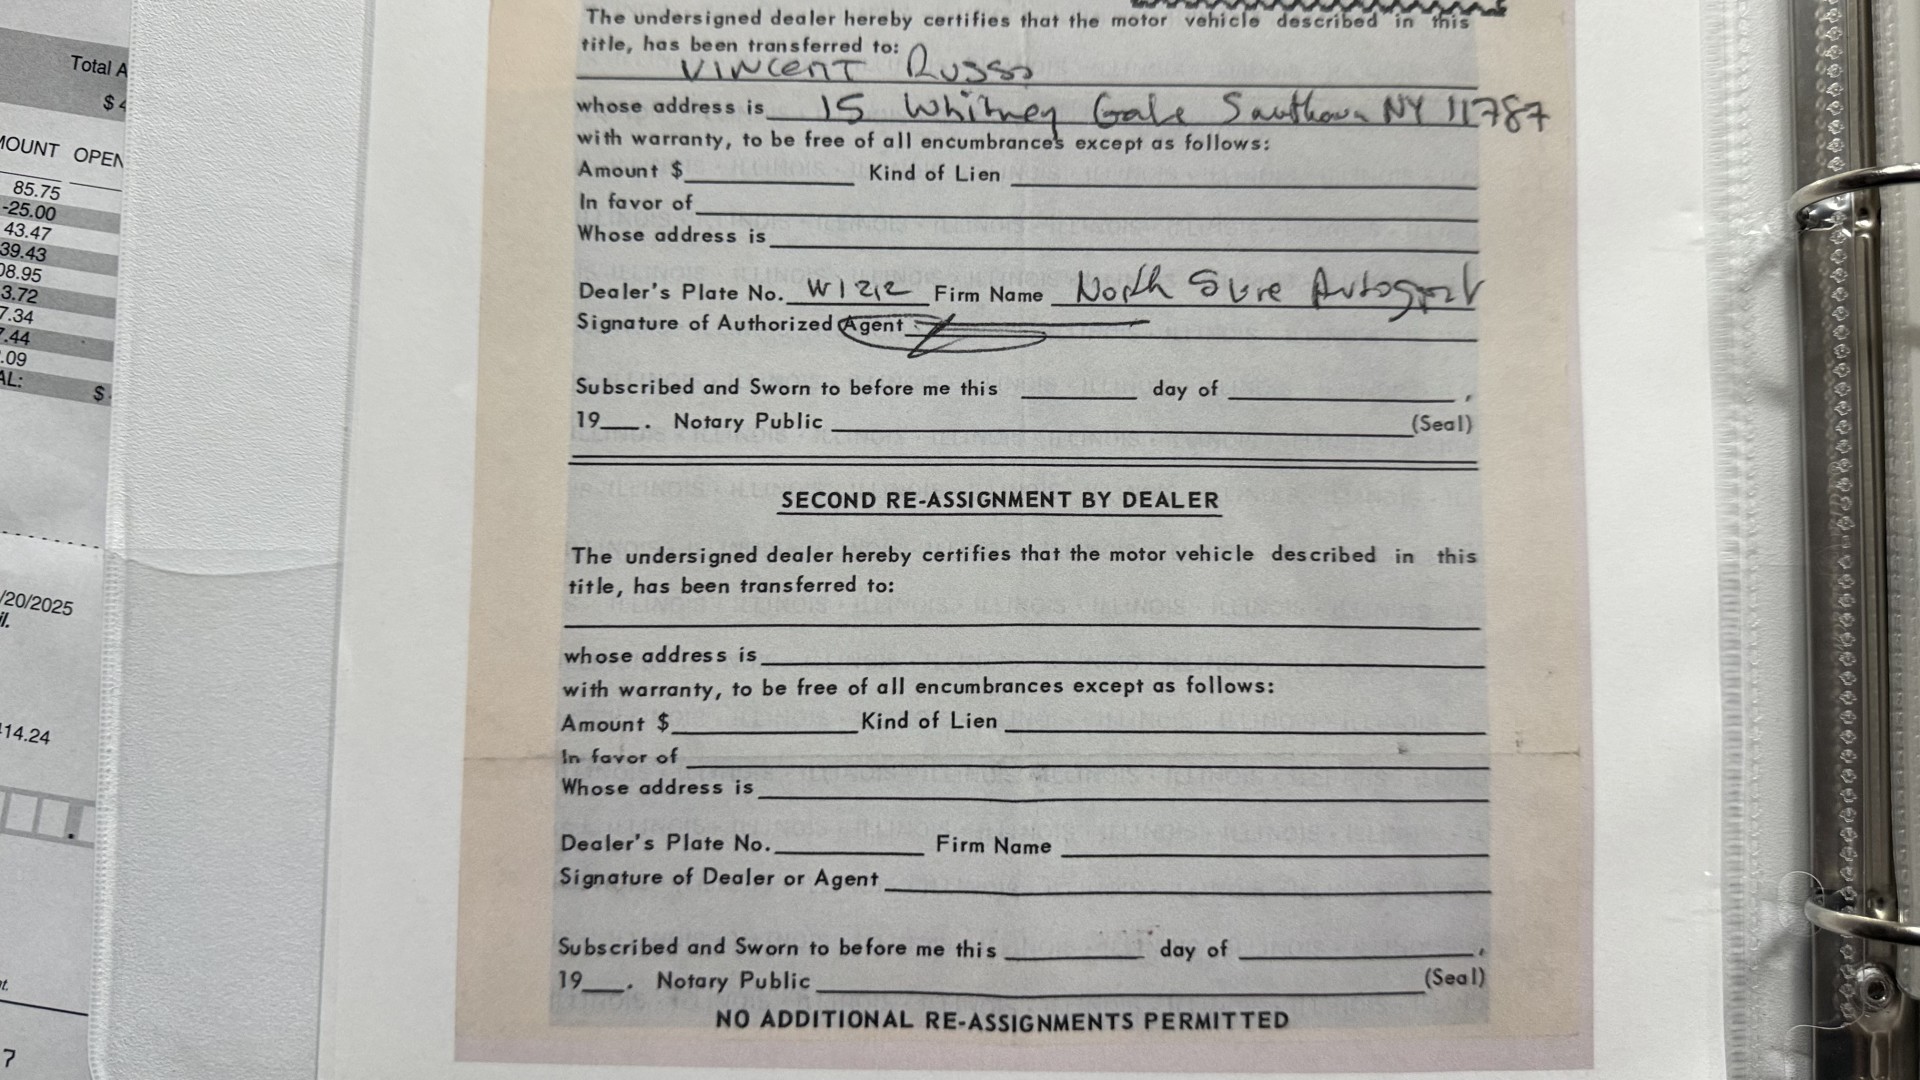 The undersigned dealer hereby certifies that the motor vehicle described in this
title, has been transferred to:
Vincent Russo
whose address is 15 Whitney Gate Smithtown NY 11787
with warranty, to be free of all encumbrances except as follows:
Amount $ Kind of Lien
In favor of
Whose address is
Dealer's Plate No. Firm Name North Shore
Signature of Authorized Agent
Subscribed and Sworn to before me this day of ,
19 . Notary Public (Seal)
SECOND RE-ASSIGNMENT BY DEALER
The undersigned dealer hereby certifies that the motor vehicle described in this
title, has been transferred to:
whose address is
with warranty, to be free of all encumbrances except as follows:
Amount $ Kind of Lien
In favor of
Whose address is
Dealer's Plate No. Firm Name
Signature of Dealer or Agent
Subscribed and Sworn to before me this day of ,
19 . Notary Public (Seal)
NO ADDITIONAL RE-ASSIGNMENTS PERMITTED
Total
$
OPEN
85.75
-25.00
43.47
39.43
08.95
3.72
7.34
7.44
.09
AL: $
/20/2025
14.24
7